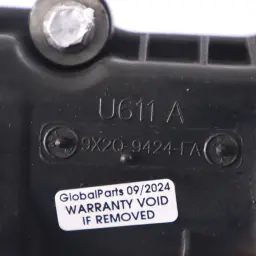 U611 A
9X2Q 9424-FA
GlobalParts 09/2024
WARRANTY VOID
IF REMOVED